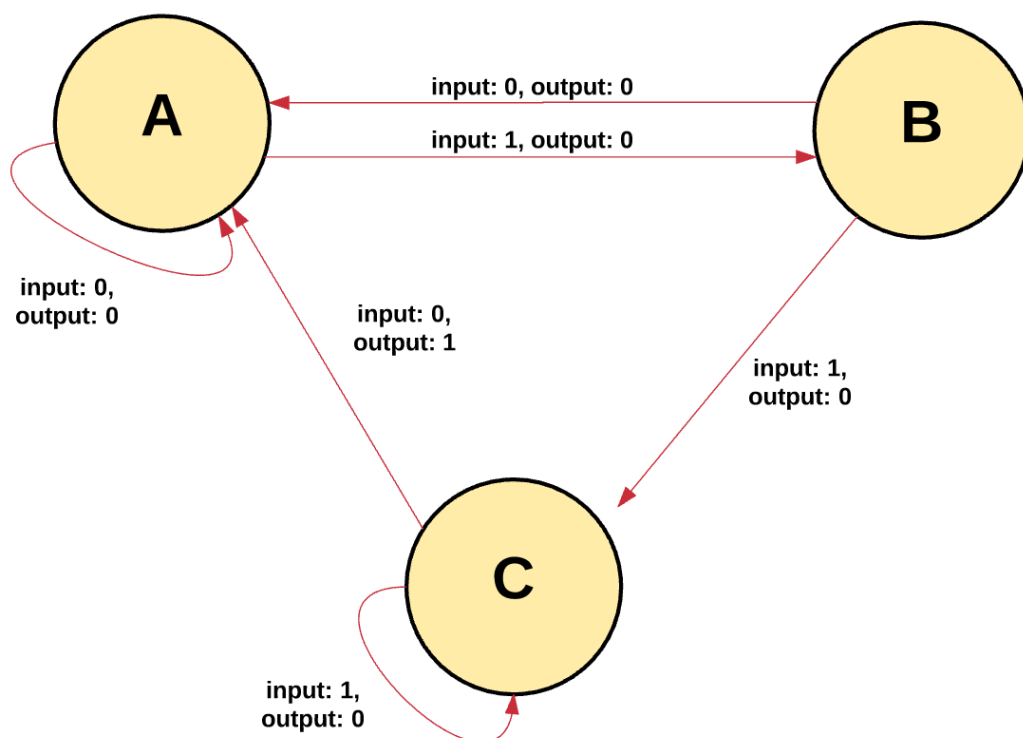 A
B
input: 0, output: 0
input: 1, output: 0
input: 0,
output: 0
input: 0,
output: 1
input: 1,
output: 0
C
input: 1,
output: 0